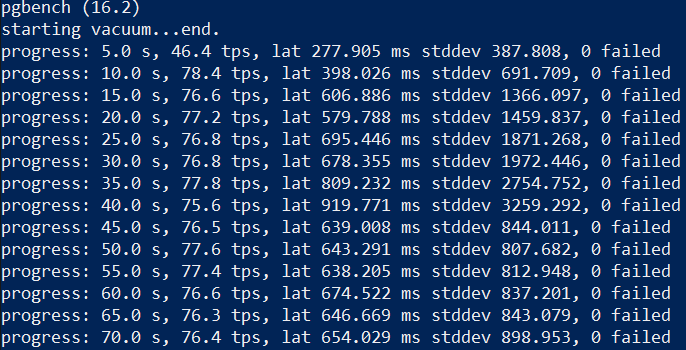 pgbench (16.2)
starting vacuum...end.
progress: 5.0 s, 46.4 tps, lat 277.905 ms stddev 387.808, 0 failed
progress: 10.0 s, 78.4 tps, lat 398.026 ms stddev 691.709, 0 failed
progress: 15.0 s, 76.6 tps, lat 606.886 ms stddev 1366.097, 0 failed
progress: 20.0 s, 77.2 tps, lat 579.788 ms stddev 1459.837, 0 failed
progress: 25.0 s, 76.8 tps, lat 695.446 ms stddev 1871.268, 0 failed
progress: 30.0 s, 76.8 tps, lat 678.355 ms stddev 1972.446, 0 failed
progress: 35.0 s, 77.8 tps, lat 809.232 ms stddev 2754.752, 0 failed
progress: 40.0 s, 75.6 tps, lat 919.771 ms stddev 3259.292, 0 failed
progress: 45.0 s, 76.5 tps, lat 639.008 ms stddev 844.011, 0 failed
progress: 50.0 s, 77.6 tps, lat 643.291 ms stddev 807.682, 0 failed
progress: 55.0 s, 77.4 tps, lat 638.205 ms stddev 812.948, 0 failed
progress: 60.0 s, 76.6 tps, lat 674.522 ms stddev 837.201, 0 failed
progress: 65.0 s, 76.3 tps, lat 646.669 ms stddev 843.079, 0 failed
progress: 70.0 s, 76.4 tps, lat 654.029 ms stddev 898.953, 0 failed